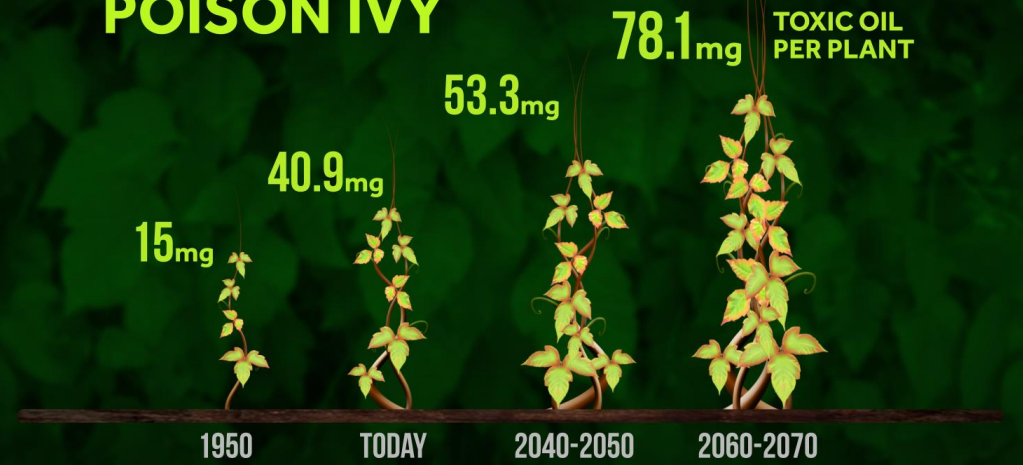 POISON IVY
78.1mg
TOXIC OIL
PER PLANT
53.3mg
40.9mg
15mg
1950
TODAY
2040-2050
2060-2070